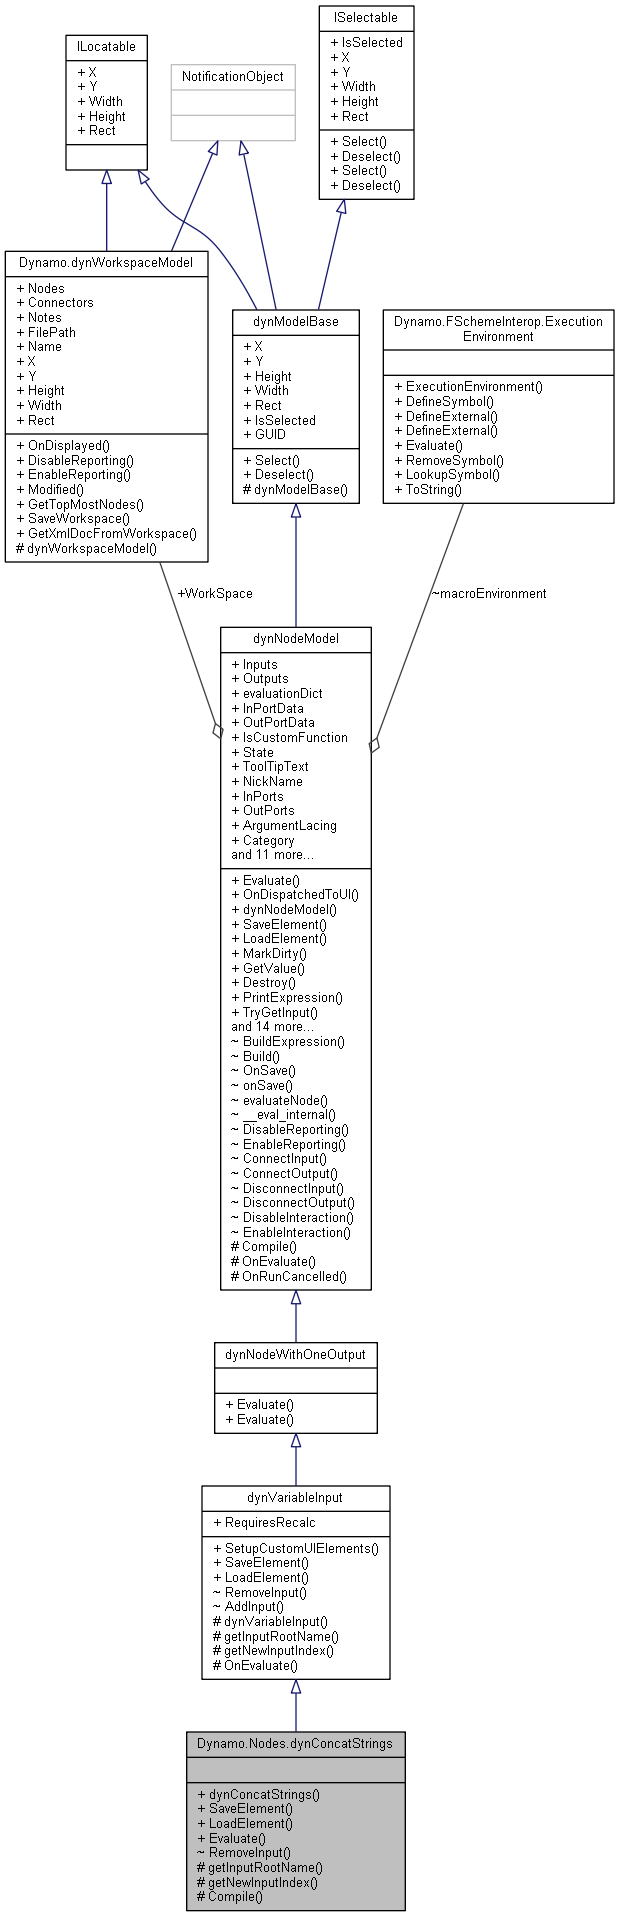 ILocatable
+ X
+ Y
+ Width
+ Height
+ Rect
NotificationObject
ISelectable
+ IsSelected
+ X
+ Y
+ Width
+ Height
+ Rect
+ Select()
+ Deselect()
+ Select()
+ Deselect()
Dynamo.dynWorkspaceModel
+ Nodes
+ Connectors
+ Notes
+ FilePath
+ Name
+ X
+ Y
+ Height
+ Width
+ Rect
+ OnDisplayed()
+ DisableReporting()
+ EnableReporting()
+ Modified()
+ GetTopMostNodes()
+ SaveWorkspace()
+ GetXmlDocFromWorkspace()
# dynWorkspaceModel()
dynModelBase
+ X
+ Y
+ Height
+ Width
+ Rect
+ IsSelected
+ GUID
+ Select()
+ Deselect()
# dynModelBase()
Dynamo.FSchemeInterop.Execution
Environment
+ ExecutionEnvironment()
+ DefineSymbol()
+ DefineExternal()
+ DefineExternal()
+ Evaluate()
+ RemoveSymbol()
+ LookupSymbol()
+ ToString()
+WorkSpace
~macroEnvironment
dynNodeModel
+ Inputs
+ Outputs
+ evaluationDict
+ InPortData
+ OutPortData
+ IsCustomFunction
+ State
+ ToolTipText
+ NickName
+ InPorts
+ OutPorts
+ ArgumentLacing
+ Category
and 11 more...
+ Evaluate()
+ OnDispatchedToUI()
+ dynNodeModel()
+ SaveElement()
+ LoadElement()
+ MarkDirty()
+ GetValue()
+ Destroy()
+ PrintExpression()
+ TryGetInput()
and 14 more...
~ BuildExpression()
~ Build()
~ OnSave()
~ onSave()
~ evaluateNode()
~ __eval_internal()
~ DisableReporting()
~ EnableReporting()
~ ConnectInput()
~ ConnectOutput()
~ DisconnectInput()
~ DisconnectOutput()
~ DisableInteraction()
~ EnableInteraction()
# Compile()
# OnEvaluate()
# OnRunCancelled()
dynNodeWithOneOutput
+ Evaluate()
+ Evaluate()
dynVariableInput
+ RequiresRecalc
+ SetupCustomUIElements()
+ SaveElement()
+ LoadElement()
~ RemoveInput()
~ AddInput()
# dynVariableInput()
# getInputRootName()
# getNewInputIndex()
# OnEvaluate()
Dynamo.Nodes.dynConcatStrings
+ dynConcatStrings()
+ SaveElement()
+ LoadElement()
+ Evaluate()
~ RemoveInput()
# getInputRootName()
# getNewInputIndex()
# Compile()